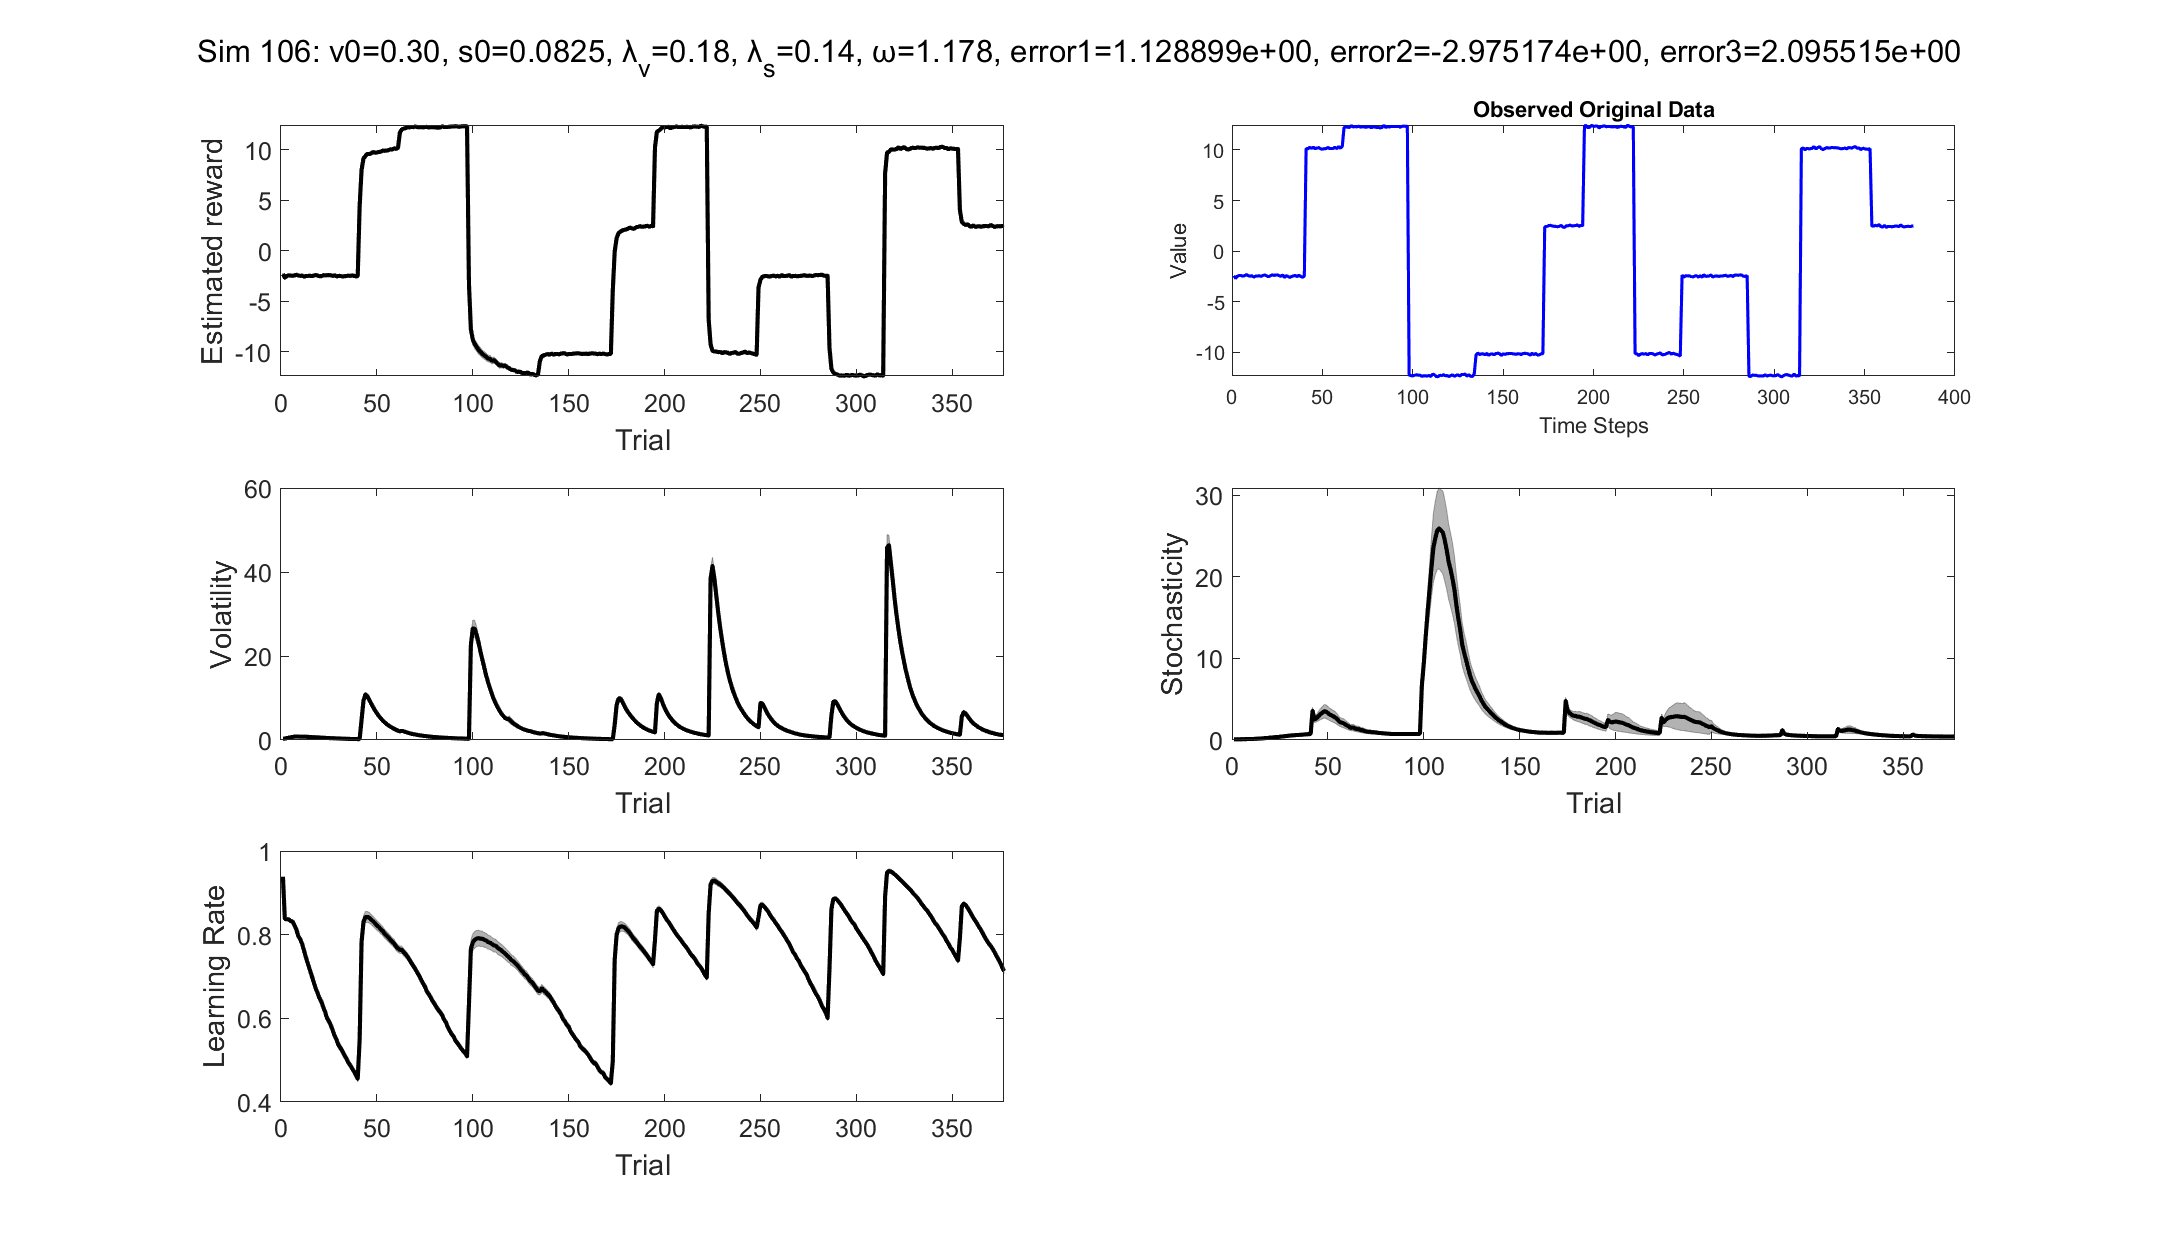 Sim 106: v0=0.30, s0=0.0825, λv=0.18, λs=0.14, ω=1.178, error1=1.128899e+00, error2=-2.975174e+00, error3=2.095515e+00
Estimated reward
10
5
0
-5
-10
0 50 100 150 200 250 300 350
Trial
Observed Original Data
Value
10
5
0
-5
-10
0 50 100 150 200 250 300 350 400
Time Steps
Volatility
60
40
20
0
0 50 100 150 200 250 300 350
Trial
Stochasticity
30
20
10
0
0 50 100 150 200 250 300 350
Trial
Learning Rate
1
0.8
0.6
0.4
0 50 100 150 200 250 300 350
Trial